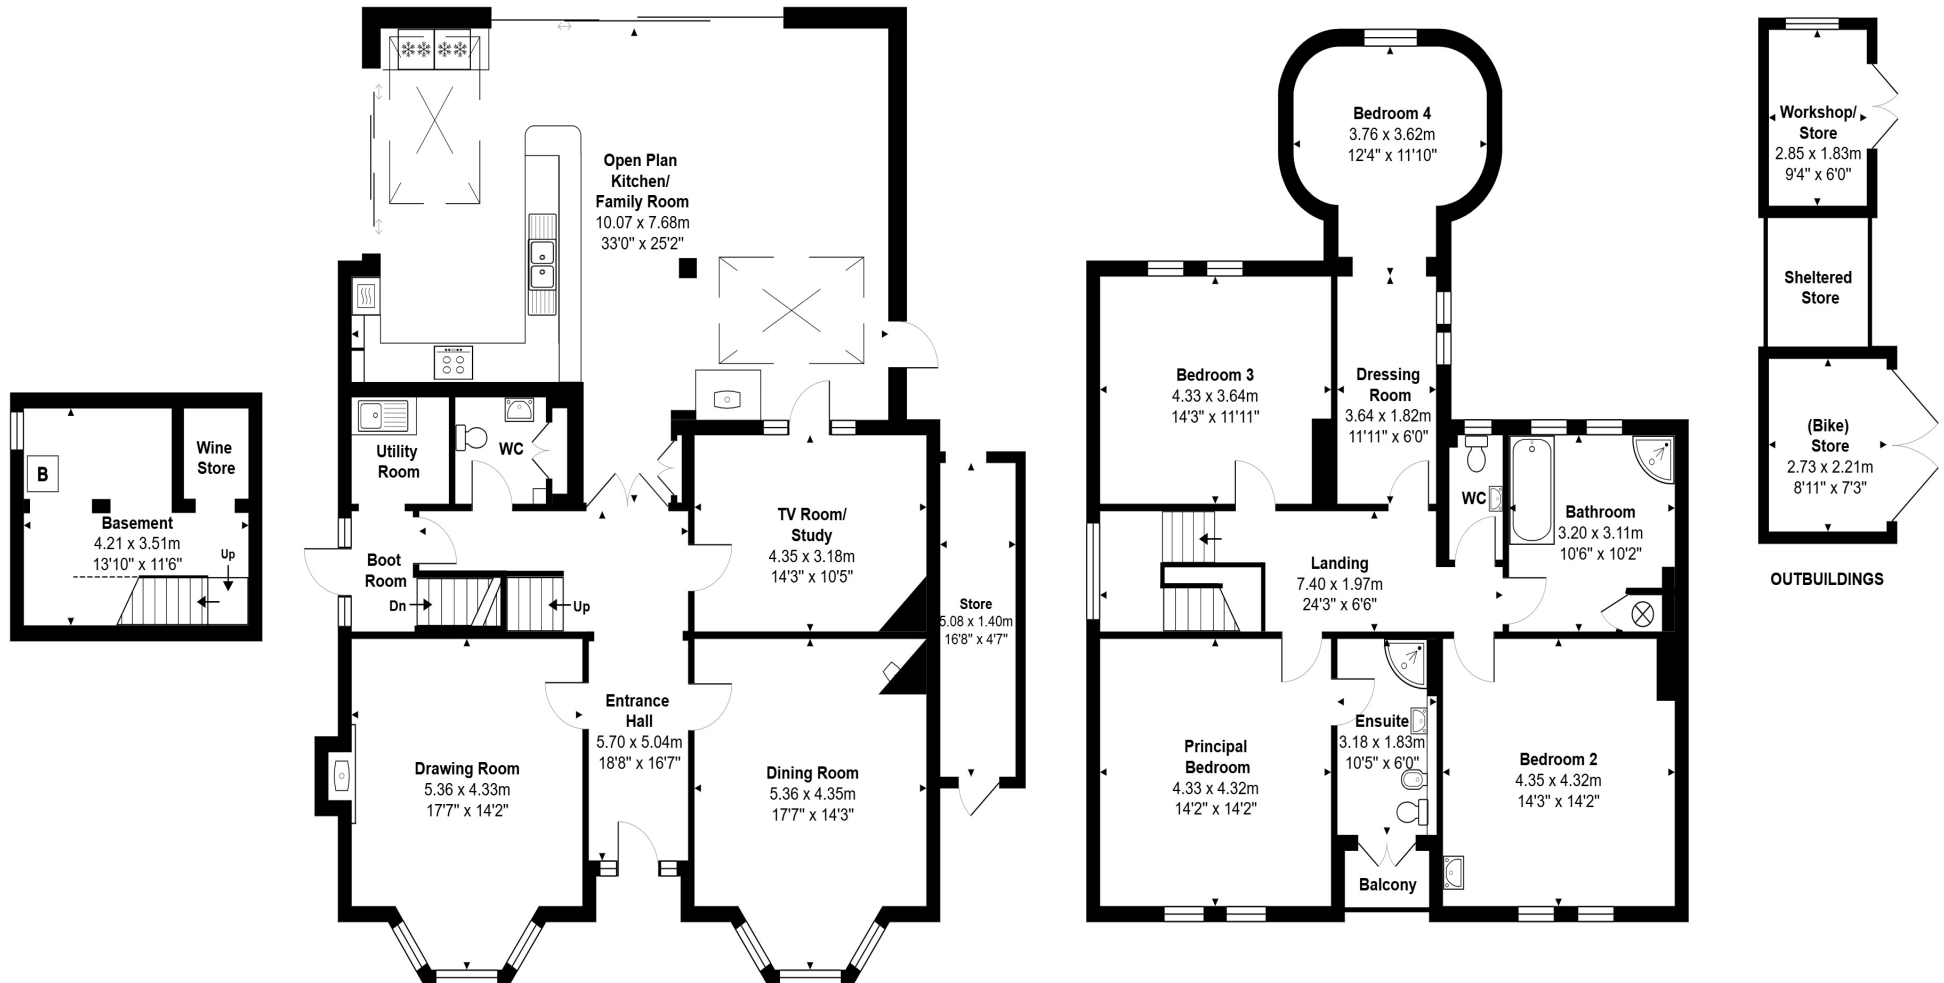 B
Wine
Store
Basement
4.21 x 3.51m
13'10" x 11'6"
Up
Open Plan
Kitchen/
Family Room
10.07 x 7.68m
33'0" x 25'2"
Utility
Room
WC
Boot
Room
Dn
Up
TV Room/
Study
4.35 x 3.18m
14'3" x 10'5"
Store
5.08 x 1.40m
16'8" x 4'7"
Entrance
Hall
5.70 x 5.04m
18'8" x 16'7"
Drawing Room
5.36 x 4.33m
17'7" x 14'2"
Dining Room
5.36 x 4.35m
17'7" x 14'3"
Bedroom 4
3.76 x 3.62m
12'4" x 11'10"
Bedroom 3
4.33 x 3.64m
14'3" x 11'11"
Dressing
Room
3.64 x 1.82m
11'11" x 6'0"
WC
Bathroom
3.20 x 3.11m
10'6" x 10'2"
Landing
7.40 x 1.97m
24'3" x 6'6"
Principal
Bedroom
4.33 x 4.32m
14'2" x 14'2"
Ensuite
3.18 x 1.83m
10'5" x 6'0"
Bedroom 2
4.35 x 4.32m
14'3" x 14'2"
Balcony
Workshop/
Store
2.85 x 1.83m
9'4" x 6'0"
Sheltered
Store
(Bike)
Store
2.73 x 2.21m
8'11" x 7'3"
OUTBUILDINGS